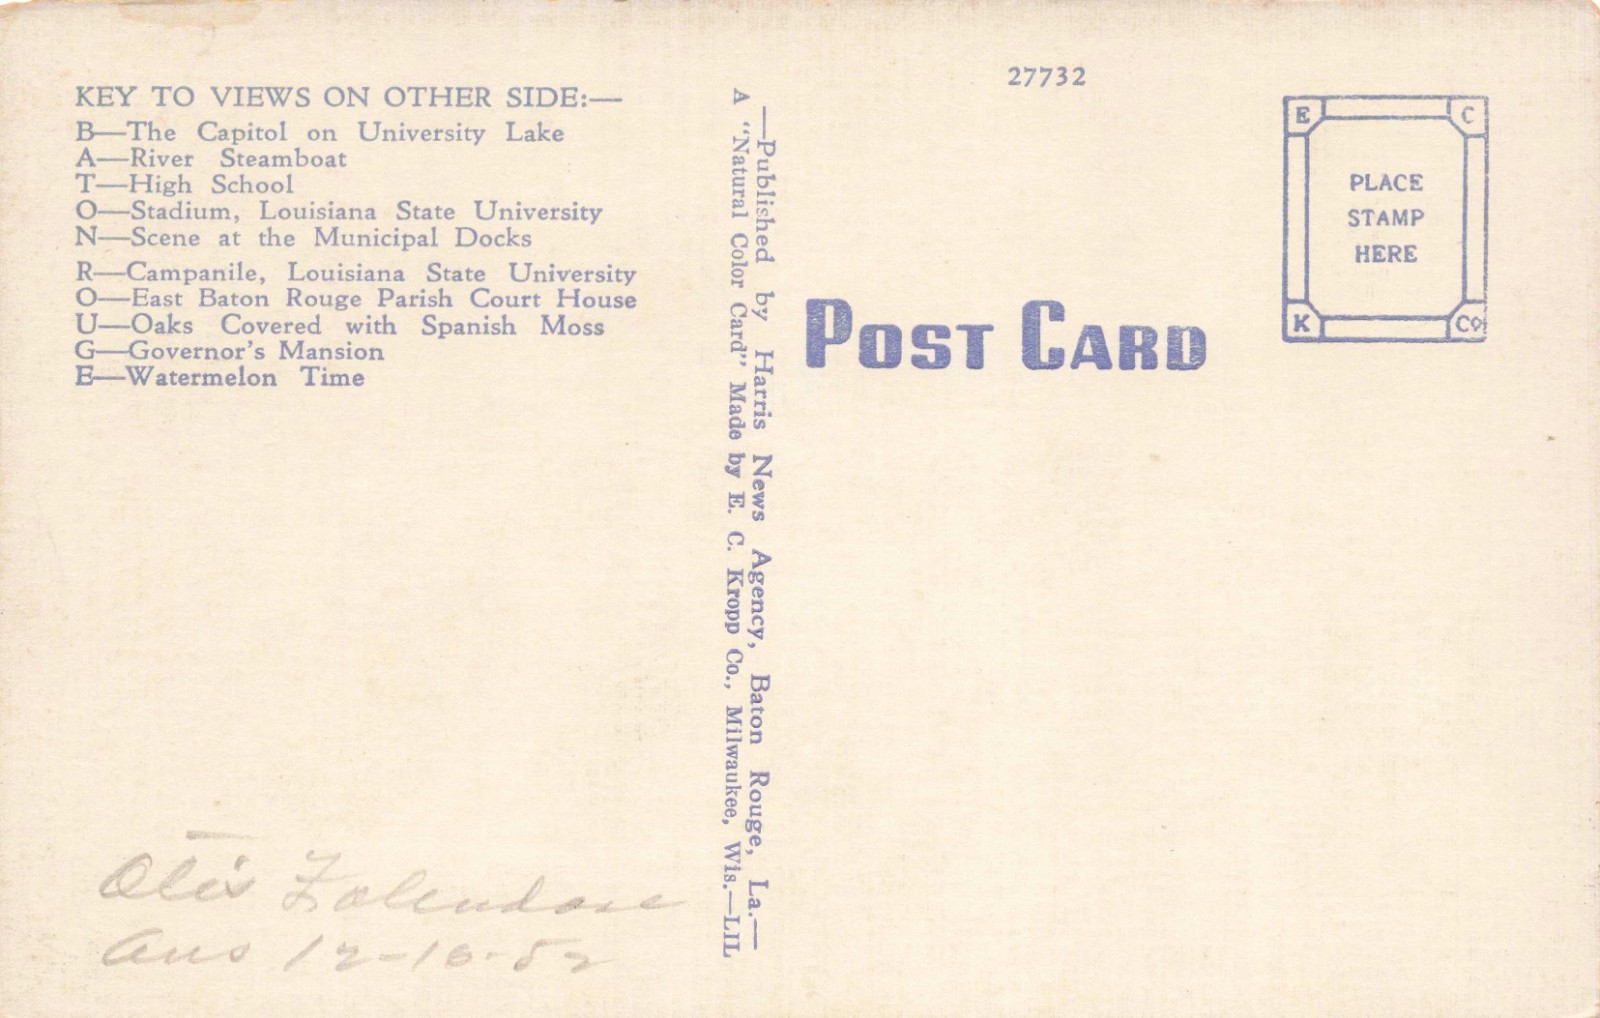 KEY TO VIEWS ON OTHER SIDE:—
B—The Capitol on University Lake
A—River Steamboat
T—High School
O—Stadium, Louisiana State University
N—Scene at the Municipal Docks
R—Campanile, Louisiana State University
O—East Baton Rouge Parish Court House
U—Oaks Covered with Spanish Moss
G—Governor's Mansion
E—Watermelon Time
Otis
Ans 12-16-52
—Published by Harris News Agency, Baton Rouge, La.—
A "Natural Color Card" Made by E. C. Kropp Co., Milwaukee, Wis.—LIL
27732
POST CARD
E C
PLACE
STAMP
HERE
K CO